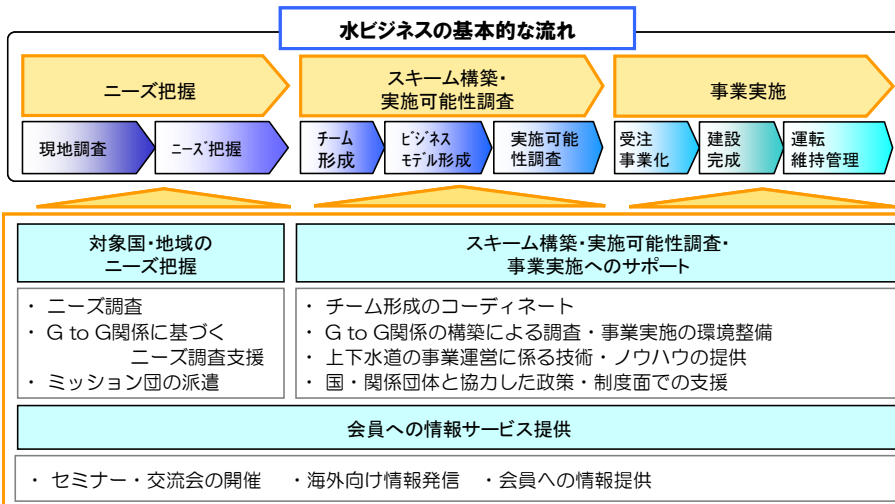 水ビジネスの基本的な流れ
ニーズ把握
スキーム構築・
実施可能性調査
事業実施
現地調査
ニーズ把握
チーム
形成
ビジネス
モデル形成
実施可能
性調査
受注
事業化
建設
完成
運転
維持管理
対象国・地域の
ニーズ把握
・ ニーズ調査
・ G to G関係に基づく
ニーズ調査支援
・ ミッション団の派遣
スキーム構築・実施可能性調査・
事業実施へのサポート
・ チーム形成のコーディネート
・ G to G関係の構築による調査・事業実施の環境整備
・ 上下水道の事業運営に係る技術・ノウハウの提供
・ 国・関係団体と協力した政策・制度面での支援
会員への情報サービス提供
・ セミナー・交流会の開催 ・海外向け情報発信 ・会員への情報提供